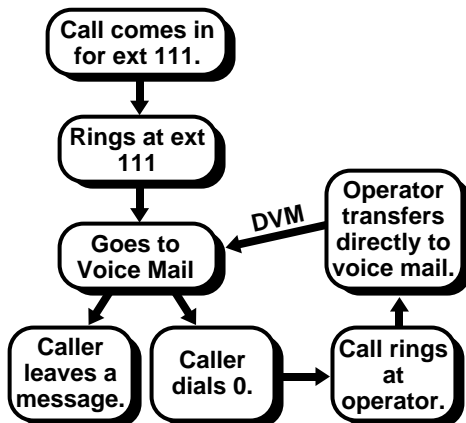 Call comes in
for ext 111.
Rings at ext
111
Goes to
Voice Mail
DVM
Operator
transfers
directly to
voice mail.
Caller
leaves a
message.
Caller
dials 0.
Call rings
at
operator.